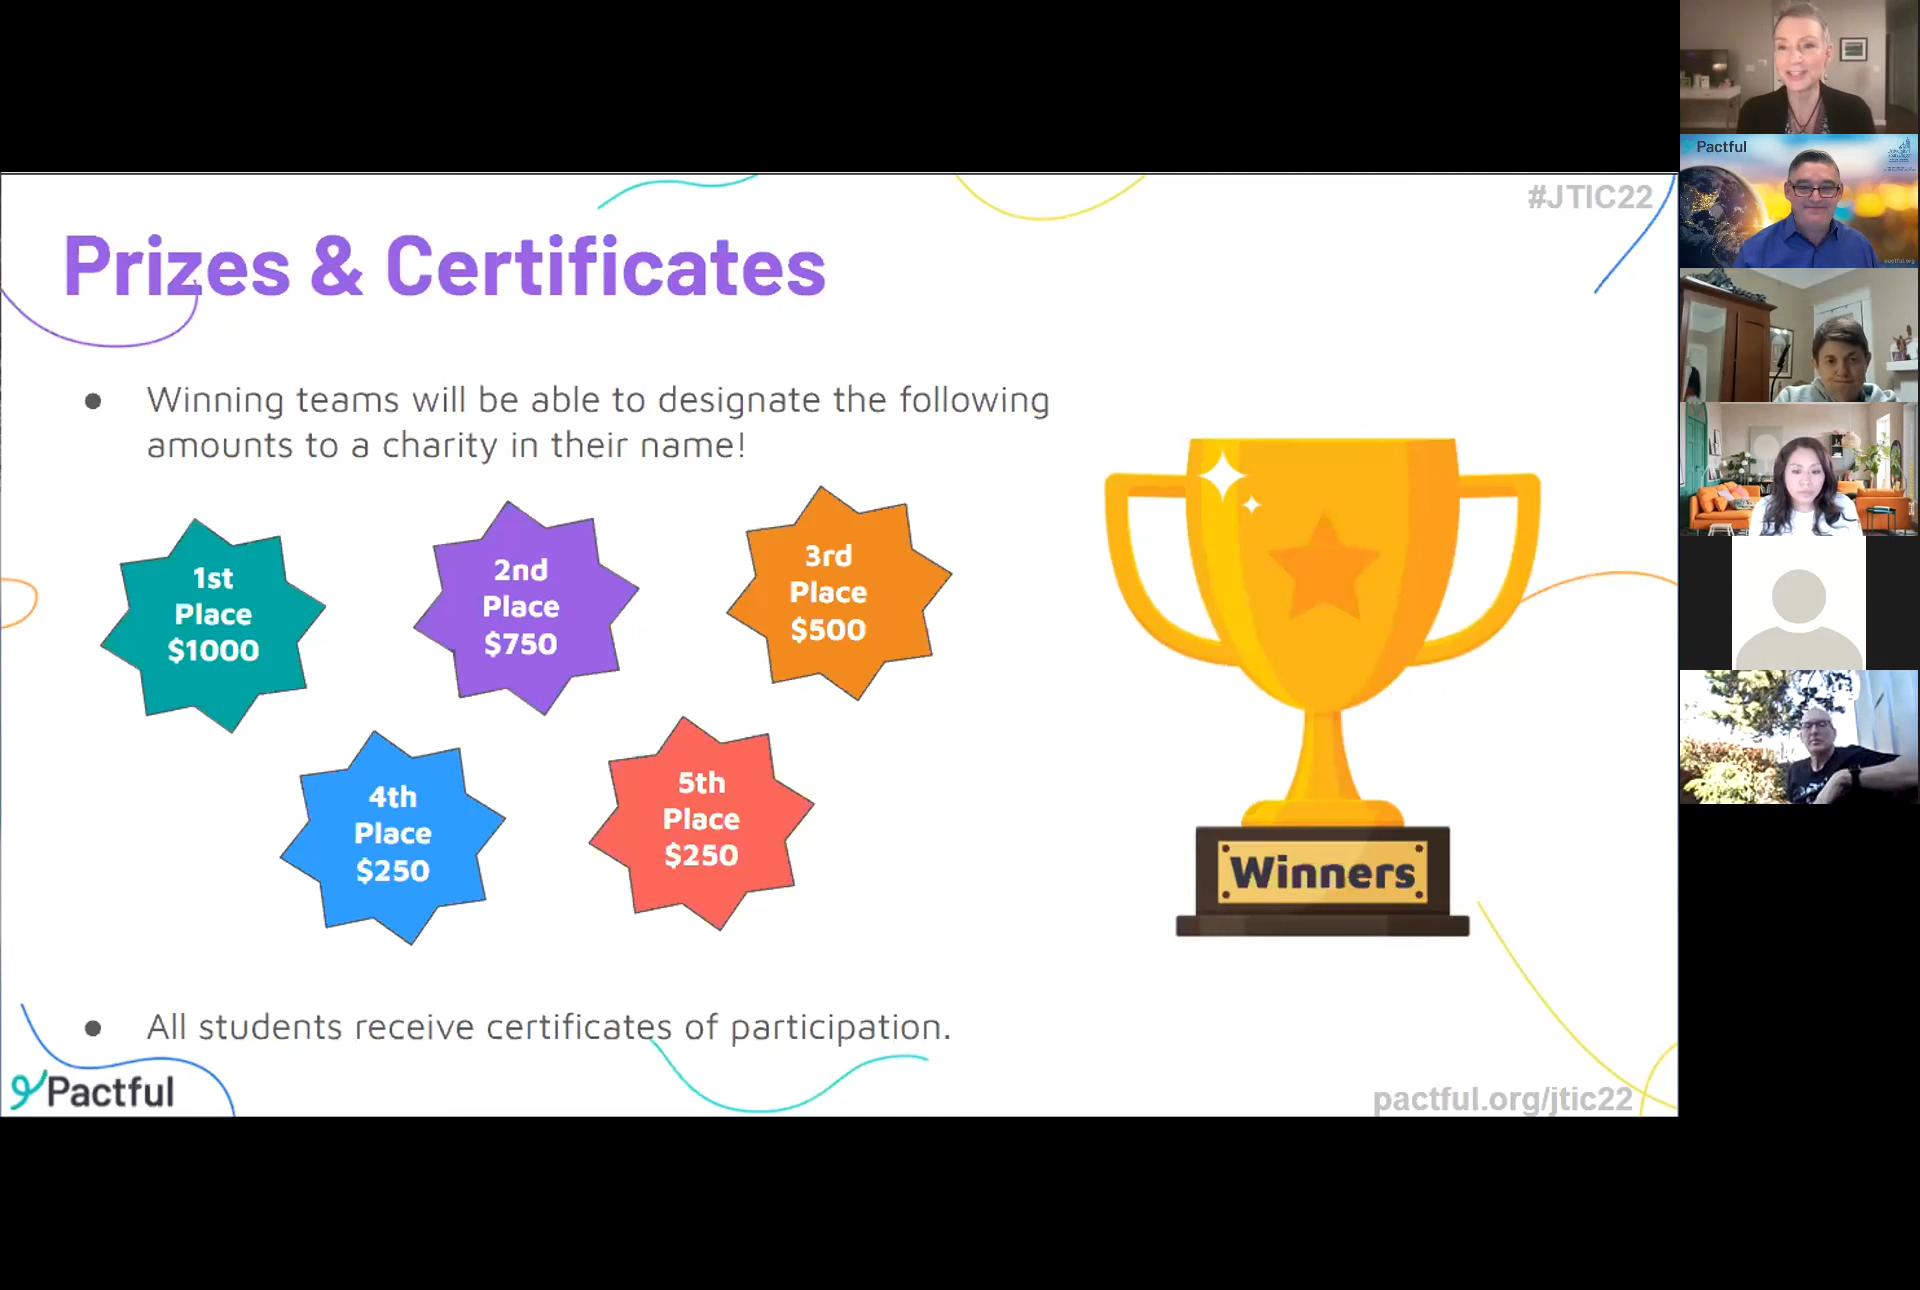 #JTIC22
Prizes & Certificates
● Winning teams will be able to designate the following
amounts to a charity in their name!
1st
Place
$1000
2nd
Place
$750
3rd
Place
$500
4th
Place
$250
5th
Place
$250
Winners
● All students receive certificates of participation.
Pactful
pactful.org/jtic22
Pactful
pactful.org